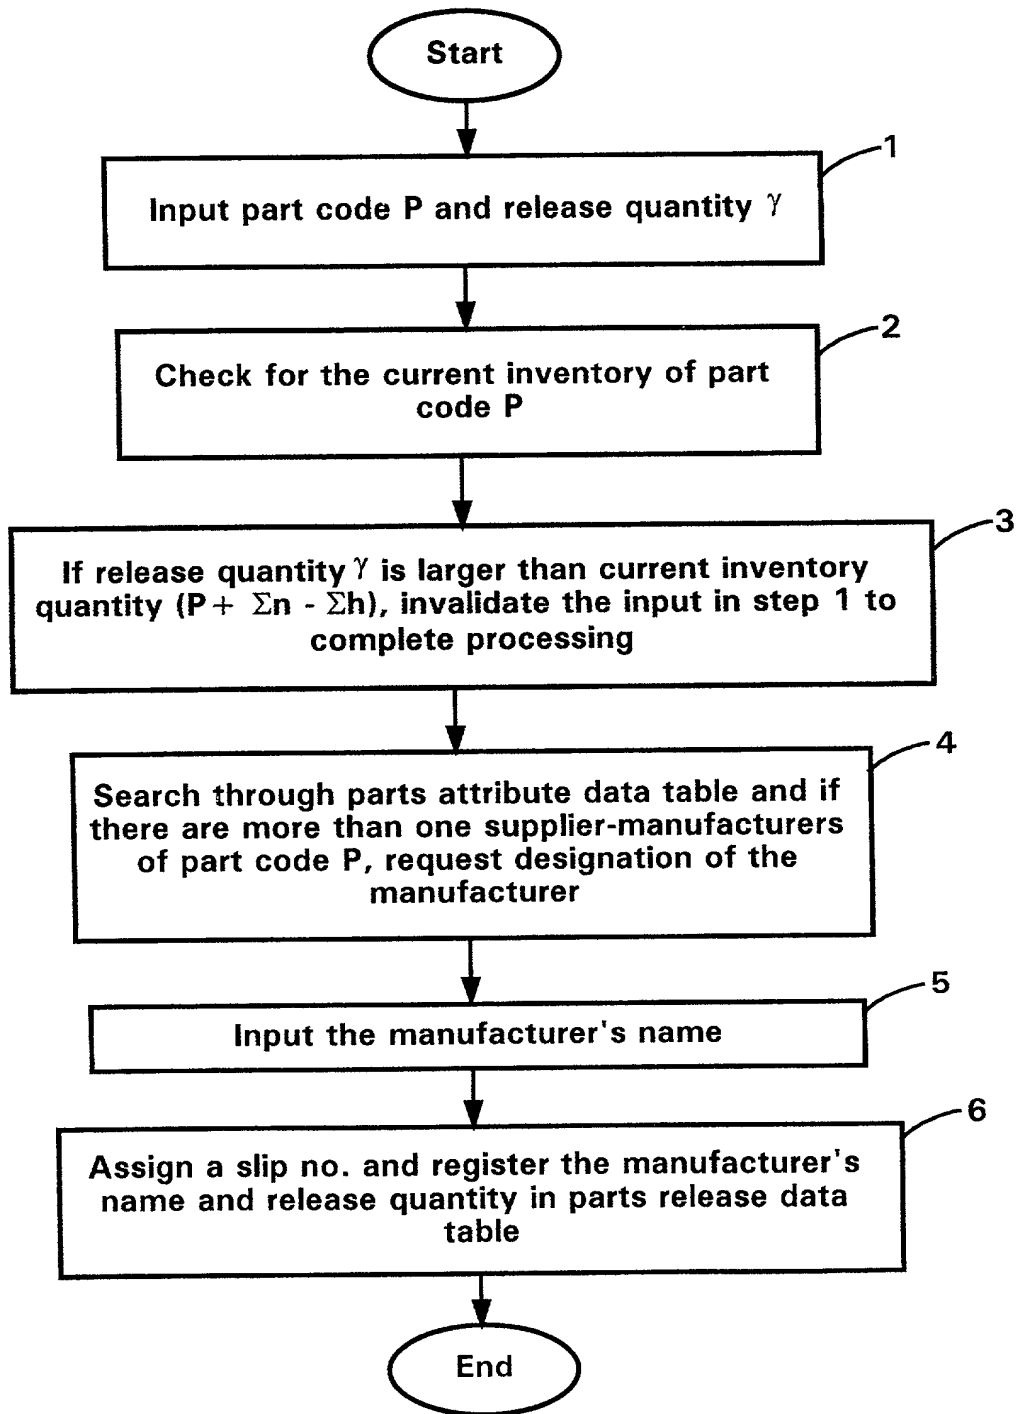 Start
1
Input part code P and release quantity γ
2
Check for the current inventory of part
code P
3
If release quantity γ is larger than current inventory
quantity (P + Σn - Σh), invalidate the input in step 1 to
complete processing
4
Search through parts attribute data table and if
there are more than one supplier-manufacturers
of part code P, request designation of the
manufacturer
5
Input the manufacturer's name
6
Assign a slip no. and register the manufacturer's
name and release quantity in parts release data
table
End